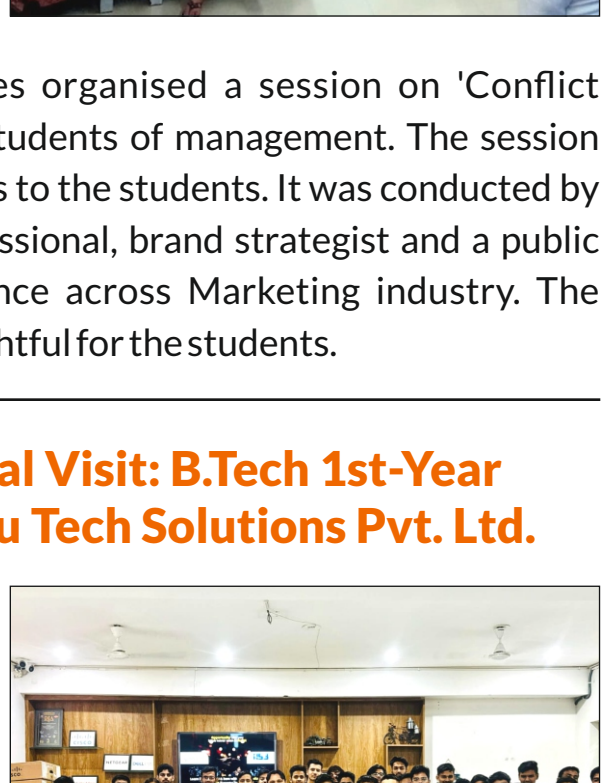 es organised a session on 'Conflict
tudents of management. The session
s to the students. It was conducted by
ssional, brand strategist and a public
nce across Marketing industry. The
htful for the students.
al Visit: B.Tech 1st-Year
u Tech Solutions Pvt. Ltd.